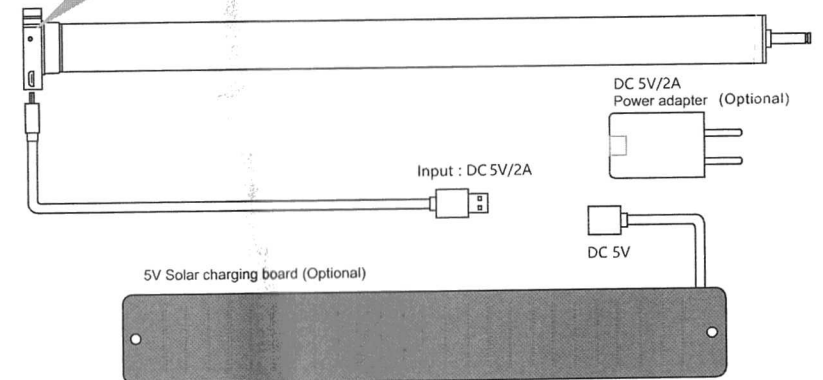 DC 5V/2A
Power adapter (Optional)
Input : DC 5V/2A
DC 5V
5V Solar charging board (Optional)